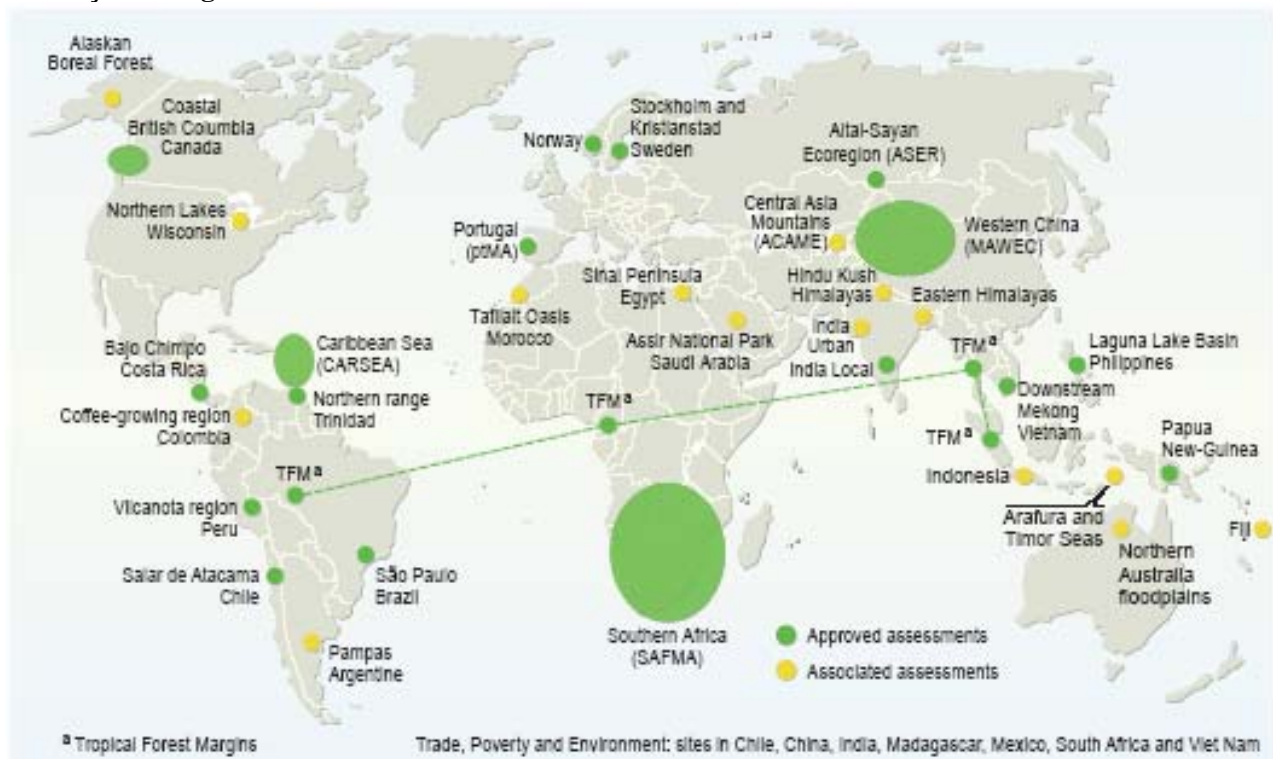 Alaskan
Boreal Forest
Coastal
British Columbia
Canada
Northern Lakes
Wisconsin
Norway
Stockholm and
Kristianstad
Sweden
Altai-Sayan
Ecoregion (ASER)
Central Asia
Mountains
(ACAME)
Western China
(MAWEC)
Portugal
(ptMA)
Sinai Peninsula
Egypt
Hindu Kush
Himalayas
Eastern Himalayas
Tafilalt Oasis
Morocco
Assir National Park
Saudi Arabia
India
Urban
India Local
TFM a
Laguna Lake Basin
Philippines
Bajo Chirripo
Costa Rica
Caribbean Sea
(CARSEA)
Northern range
Trinidad
Coffee-growing region
Colombia
TFM a
Downstream
Mekong
Vietnam
TFM a
Papua
New-Guinea
Indonesia
TFM a
Vilcanota region
Peru
Arafura and
Timor Seas
Fiji
Northern
Australia
floodplains
Salar de Atacama
Chile
São Paulo
Brazil
Southern Africa
(SAFMA)
Approved assessments
Associated assessments
Pampas
Argentine
a Tropical Forest Margins
Trade, Poverty and Environment: sites in Chile, China, India, Madagascar, Mexico, South Africa and Viet Nam